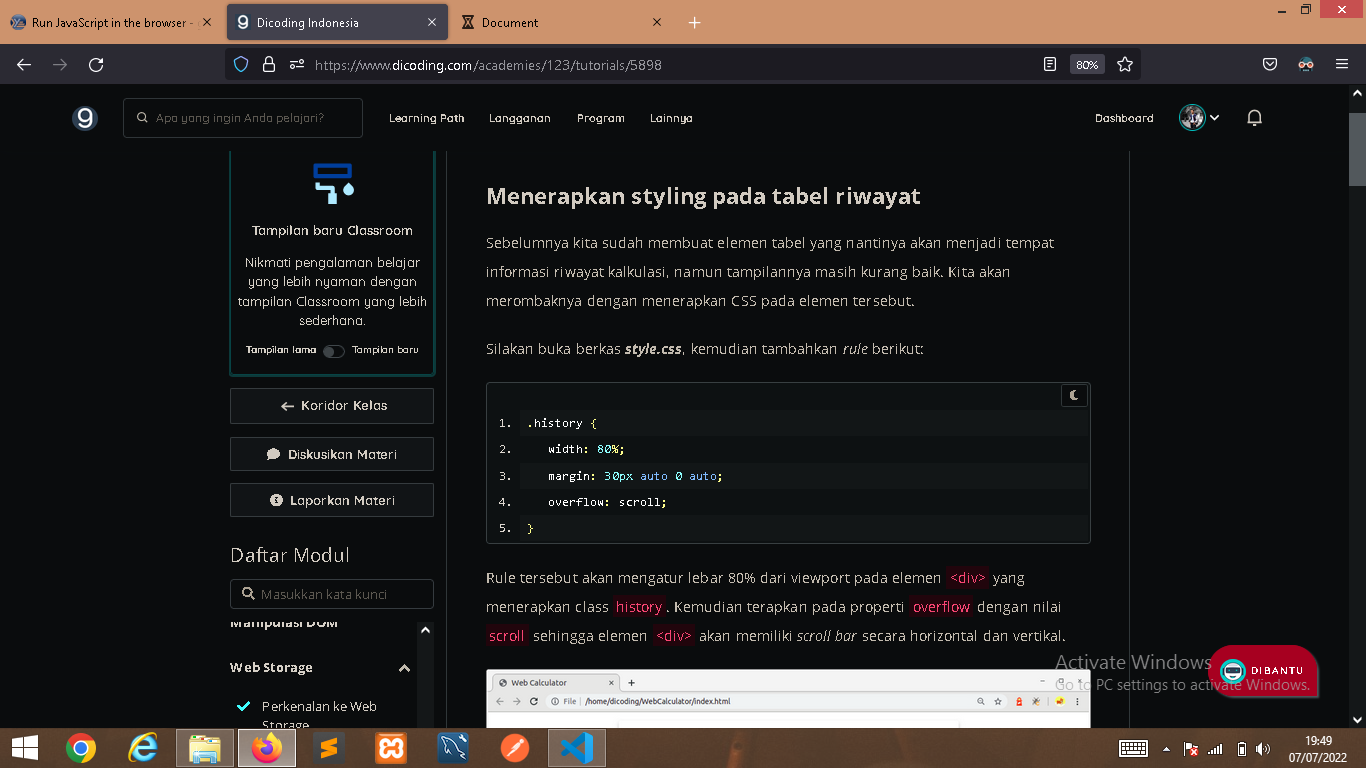 Run JavaScript in the browser -
Dicoding Indonesia
Document
https://www.dicoding.com/academies/123/tutorials/5898
80%
Apa yang ingin Anda pelajari?
Learning Path
Langganan
Program
Lainnya
Dashboard
Tampilan baru Classroom
Nikmati pengalaman belajar
yang lebih nyaman dengan
tampilan Classroom yang lebih
sederhana.
Tampilan lama
Tampilan baru
Koridor Kelas
Diskusikan Materi
Laporkan Materi
Daftar Modul
Masukkan kata kunci
Manipulasi DOM
Web Storage
Perkenalan ke Web
Storage
Menerapkan styling pada tabel riwayat
Sebelumnya kita sudah membuat elemen tabel yang nantinya akan menjadi tempat
informasi riwayat kalkulasi, namun tampilannya masih kurang baik. Kita akan
merombaknya dengan menerapkan CSS pada elemen tersebut.
Silakan buka berkas style.css, kemudian tambahkan rule berikut:
1. .history {
2. width: 80%;
3. margin: 30px auto 0 auto;
4. overflow: scroll;
5. }
Rule tersebut akan mengatur lebar 80% dari viewport pada elemen <div> yang
menerapkan class history. Kemudian terapkan pada properti overflow dengan nilai
scroll sehingga elemen <div> akan memiliki scroll bar secara horizontal dan vertikal.
Web Calculator
File /home/dicoding/WebCalculator/index.html
Activate Windows
Go to PC settings to activate Windows.
DIBANTU
19:49
07/07/2022